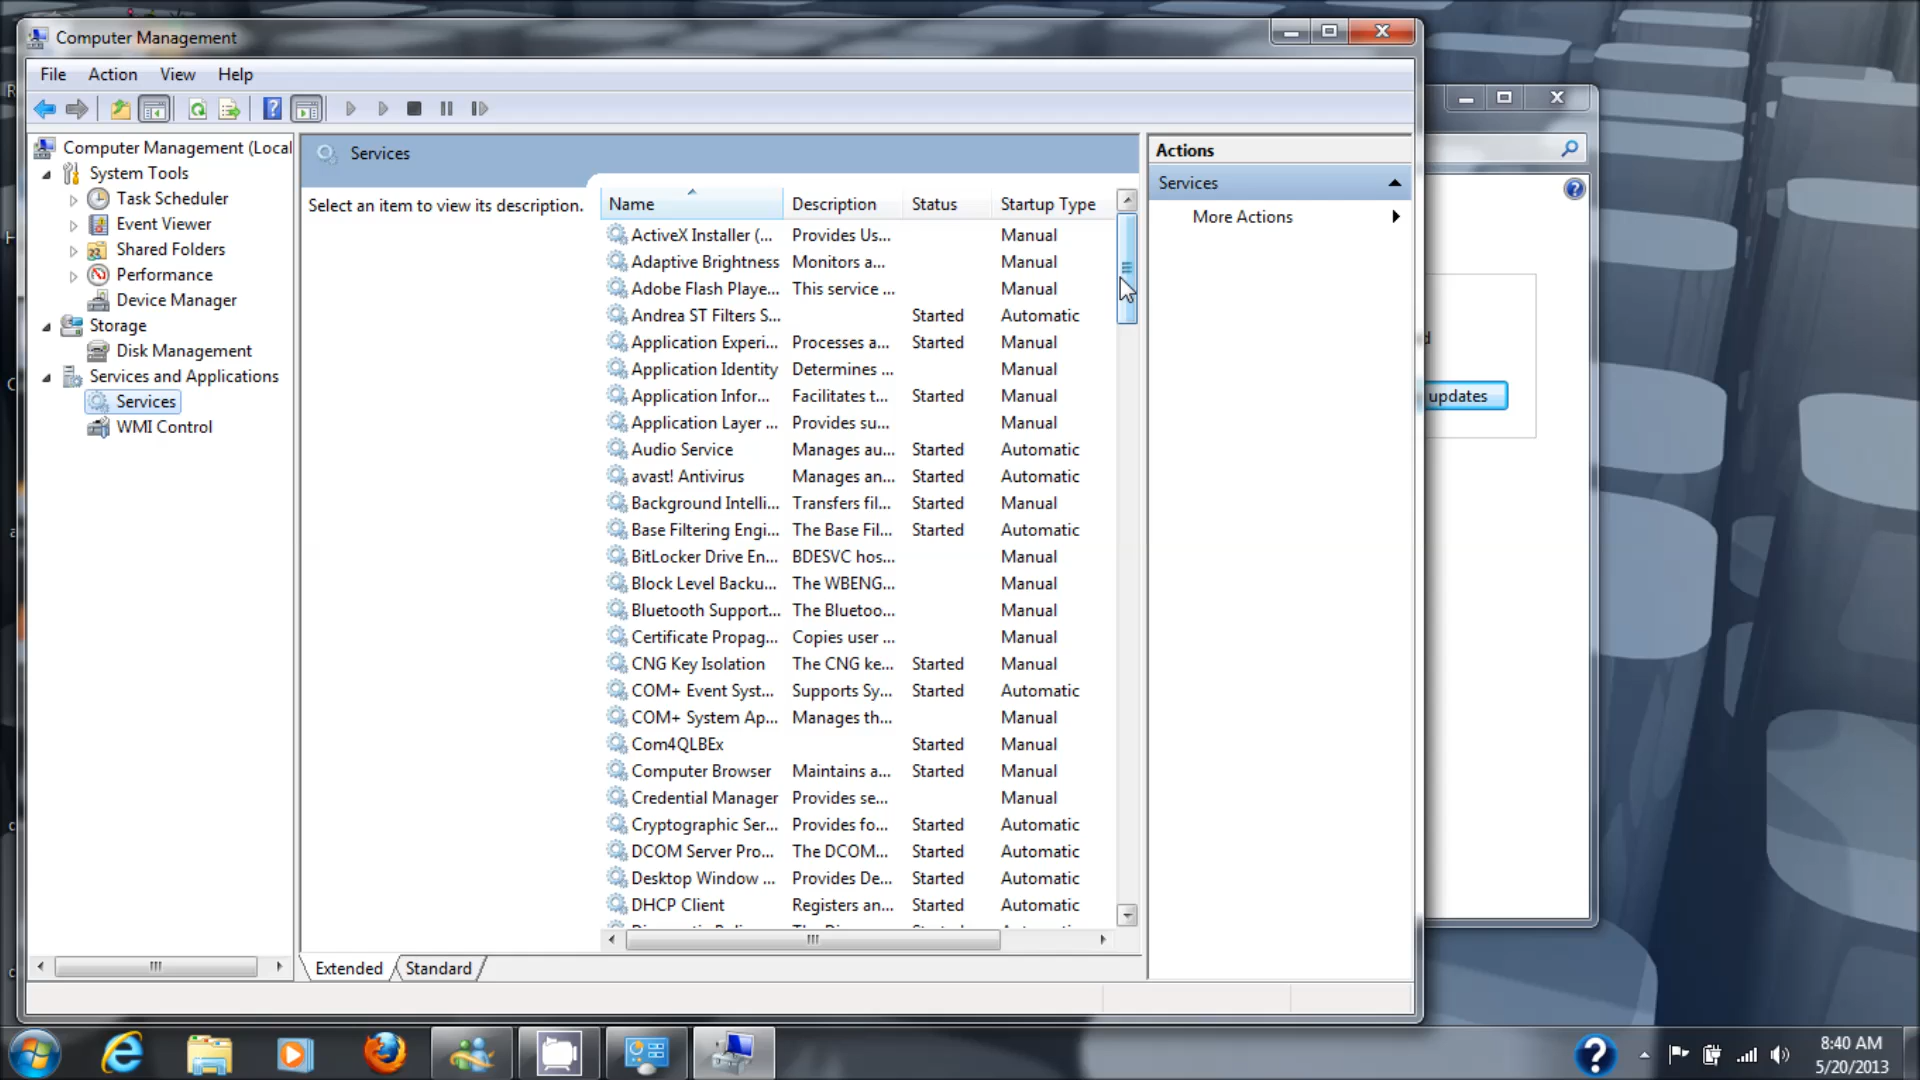 Computer Management
File Action View Help
Computer Management (Local
System Tools
Task Scheduler
Event Viewer
Shared Folders
Performance
Device Manager
Storage
Disk Management
Services and Applications
Services
WMI Control
Services
Select an item to view its description.
Name Description Status Startup Type
ActiveX Installer (... Provides Us... Manual
Adaptive Brightness Monitors a... Manual
Adobe Flash Playe... This service ... Manual
Andrea ST Filters S... Started Automatic
Application Experi... Processes a... Started Manual
Application Identity Determines ... Manual
Application Infor... Facilitates t... Started Manual
Application Layer ... Provides su... Manual
Audio Service Manages au... Started Automatic
avast! Antivirus Manages an... Started Automatic
Background Intelli... Transfers fil... Started Manual
Base Filtering Engi... The Base Fil... Started Automatic
BitLocker Drive En... BDESVC hos... Manual
Block Level Backu... The WBENG... Manual
Bluetooth Support... The Bluetoo... Manual
Certificate Propag... Copies user ... Manual
CNG Key Isolation The CNG ke... Started Manual
COM+ Event Syst... Supports Sy... Started Automatic
COM+ System Ap... Manages th... Manual
Com4QLBEx Started Manual
Computer Browser Maintains a... Started Manual
Credential Manager Provides se... Manual
Cryptographic Ser... Provides fo... Started Automatic
DCOM Server Pro... The DCOM... Started Automatic
Desktop Window ... Provides De... Started Automatic
DHCP Client Registers an... Started Automatic
Extended Standard
Actions
Services
More Actions
d
updates
8:40 AM
5/20/2013